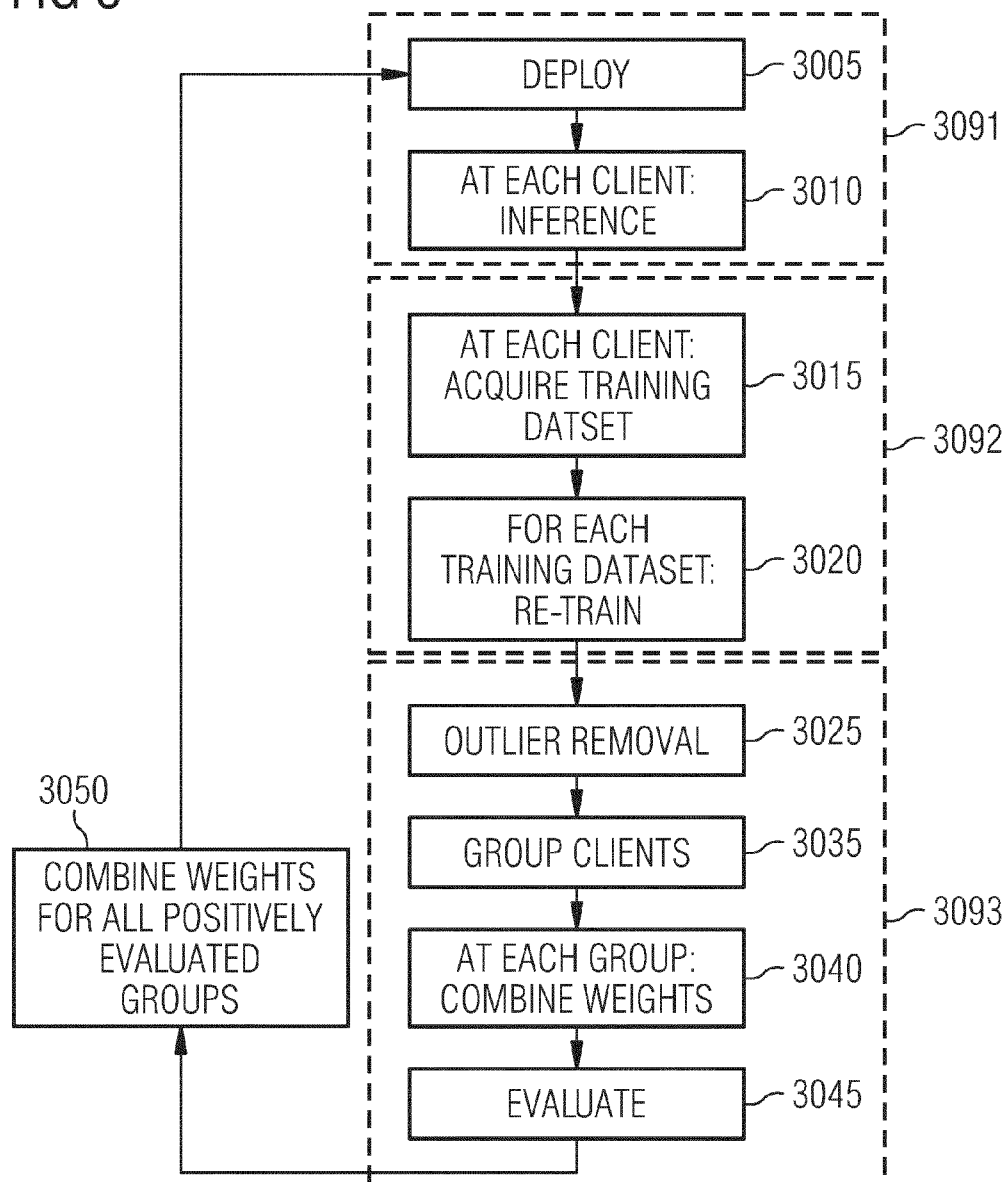 DEPLOY
3005
3091
AT EACH CLIENT:
INFERENCE
3010
AT EACH CLIENT:
ACQUIRE TRAINING
DATSET
3015
3092
FOR EACH
TRAINING DATASET:
RE-TRAIN
3020
OUTLIER REMOVAL
3025
GROUP CLIENTS
3035
3093
AT EACH GROUP:
COMBINE WEIGHTS
3040
EVALUATE
3045
3050
COMBINE WEIGHTS
FOR ALL POSITIVELY
EVALUATED
GROUPS